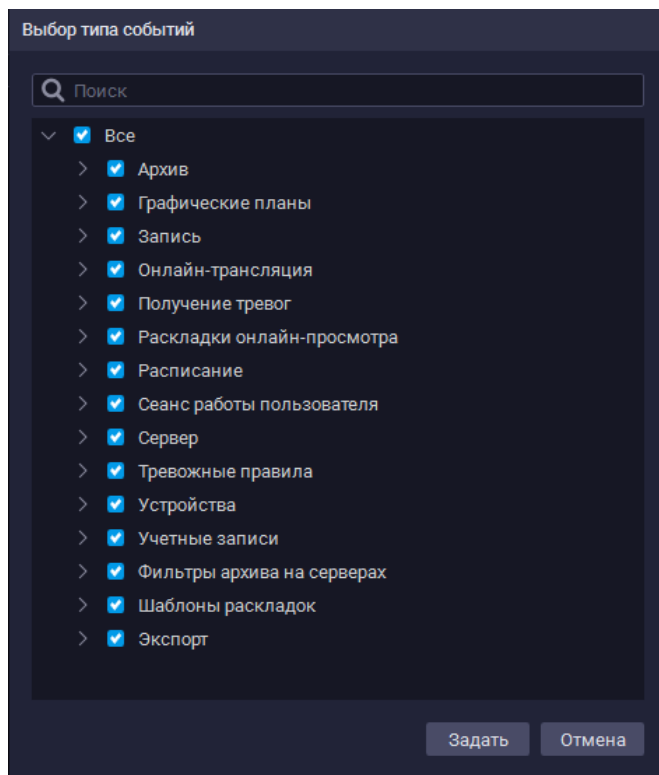 Выбор типа событий
Поиск
Все
Архив
Графические планы
Запись
Онлайн-трансляция
Получение тревог
Раскладки онлайн-просмотра
Расписание
Сеанс работы пользователя
Сервер
Тревожные правила
Устройства
Учетные записи
Фильтры архива на серверах
Шаблоны раскладок
Экспорт
Задать Отмена